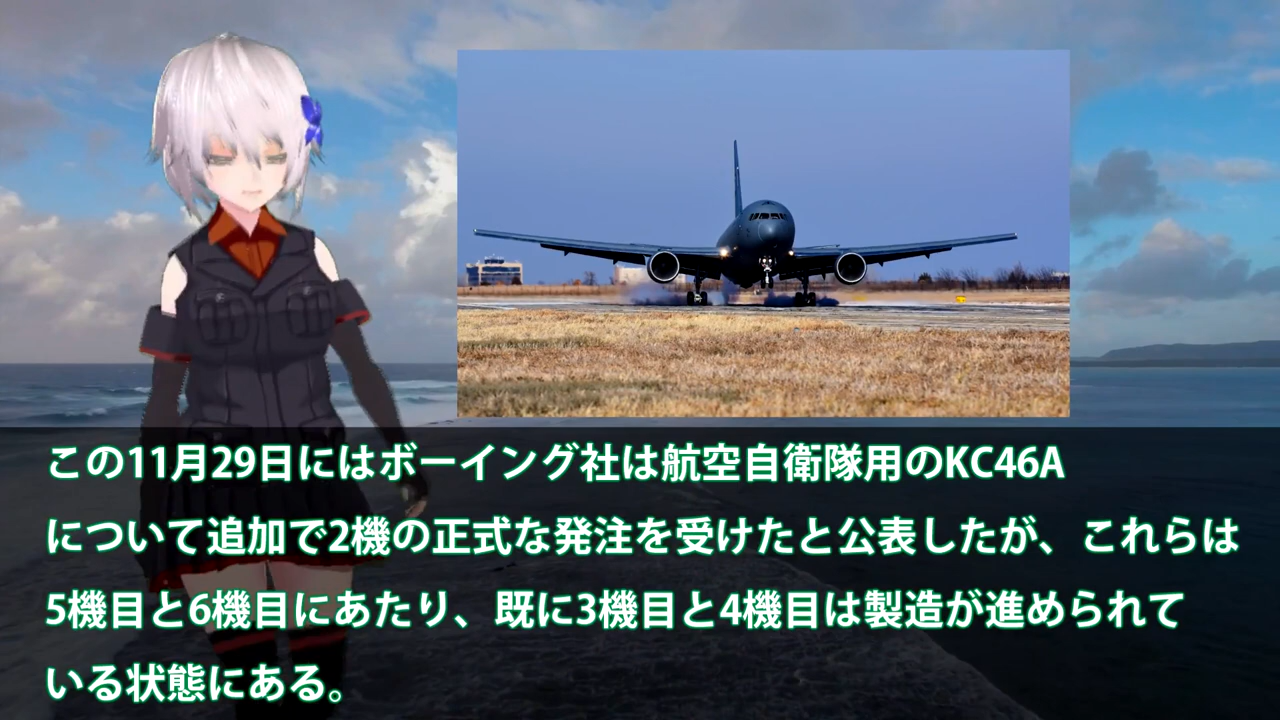 この11月29日にはボーイング社は航空自衛隊用のKC46A
について追加で2機の正式な発注を受けたと公表したが、これらは
5機目と6機目にあたり、既に3機目と4機目は製造が進められて
いる状態にある。